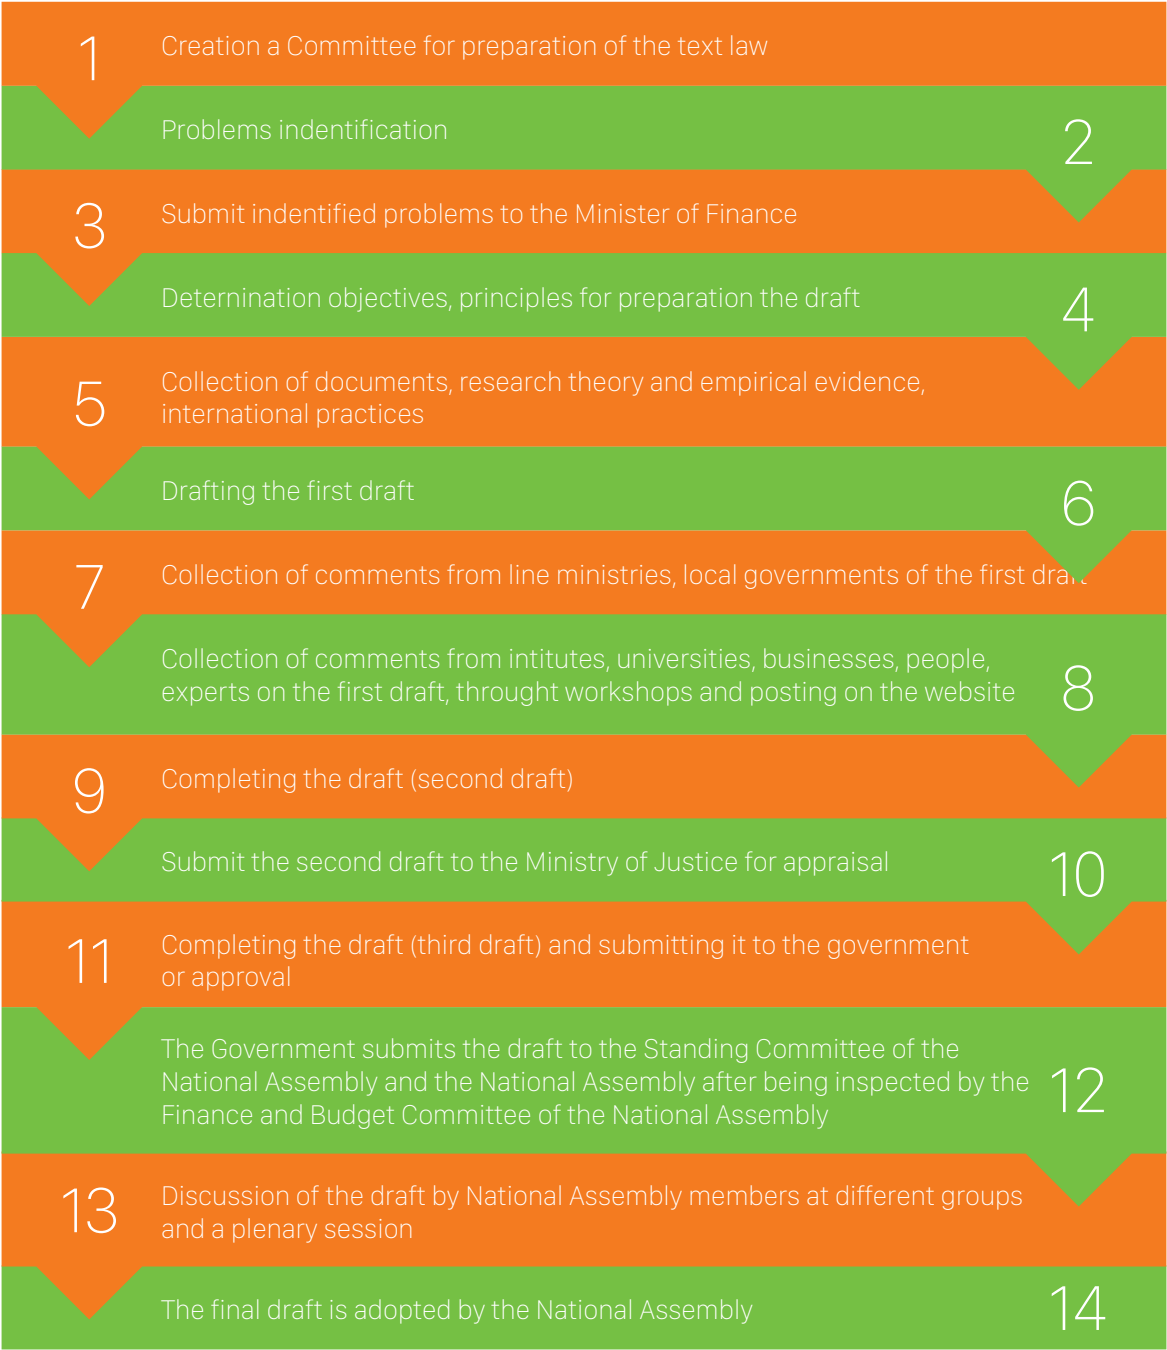 1
Creation a Committee for preparation of the text law
Problems indentification
2
3
Submit indentified problems to the Minister of Finance
Deternination objectives, principles for preparation the draft
4
5
Collection of documents, research theory and empirical evidence,
international practices
Drafting the first draft
6
7
Collection of comments from line ministries, local governments of the first draft
Collection of comments from intitutes, universities, businesses, people,
experts on the first draft, throught workshops and posting on the website
8
9
Completing the draft (second draft)
Submit the second draft to the Ministry of Justice for appraisal
10
11
Completing the draft (third draft) and submitting it to the government
or approval
The Government submits the draft to the Standing Committee of the
National Assembly and the National Assembly after being inspected by the
Finance and Budget Committee of the National Assembly
12
13
Discussion of the draft by National Assembly members at different groups
and a plenary session
The final draft is adopted by the National Assembly
14